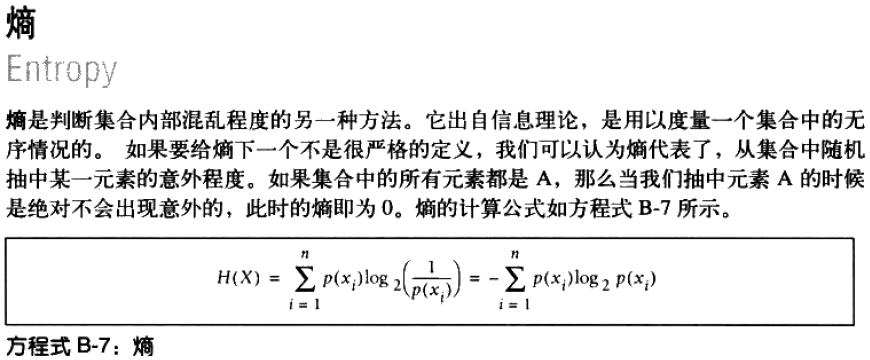 熵
Entropy
熵是判断集合内部混乱程度的另一种方法。它出自信息理论，是用以度量一个集合中的无
序情况的。 如果要给熵下一个不是很严格的定义，我们可以认为熵代表了，从集合中随机
抽中某一元素的意外程度。如果集合中的所有元素都是 A，那么当我们抽中元素 A 的时候
是绝对不会出现意外的，此时的熵即为 0。熵的计算公式如方程式 B-7 所示。
H(X) = \sum_{i=1}^{n} p(x_i)\log_2\left(\frac{1}{p(x_i)}\right) = -\sum_{i=1}^{n} p(x_i)\log_2 p(x_i)
方程式 B-7：熵